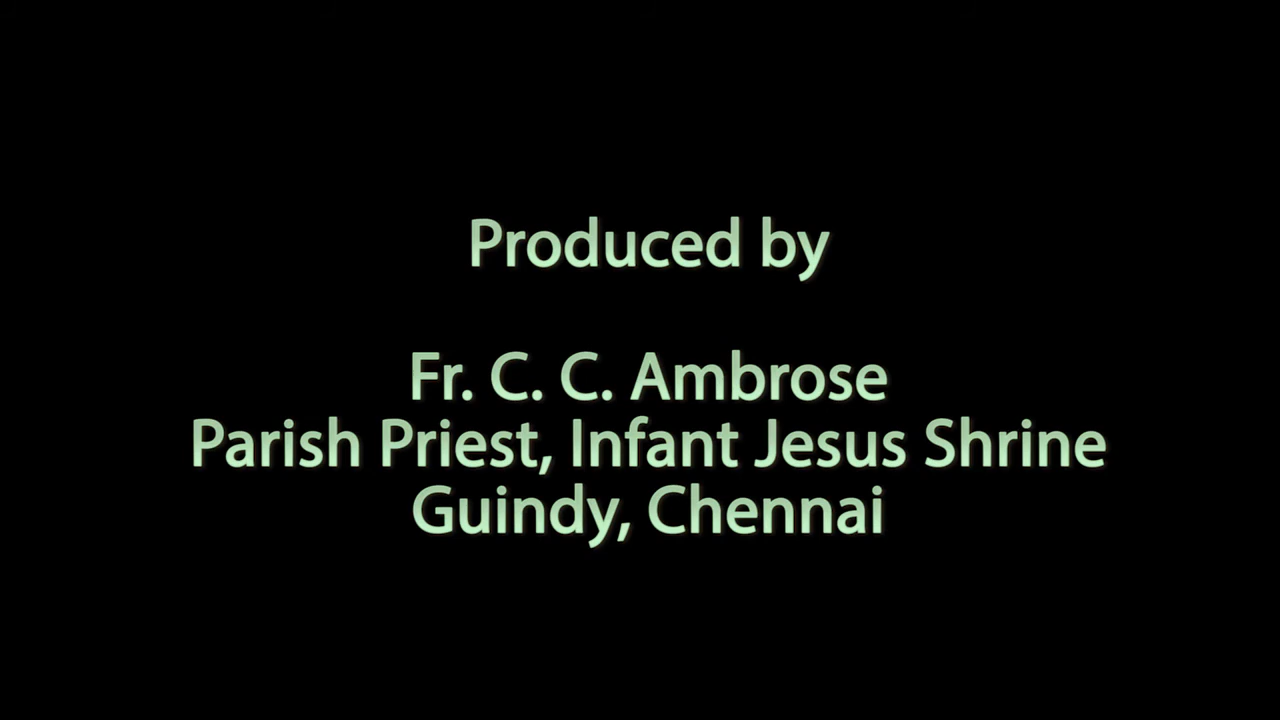 Produced by
Fr. C. C. Ambrose
Parish Priest, Infant Jesus Shrine
Guindy, Chennai